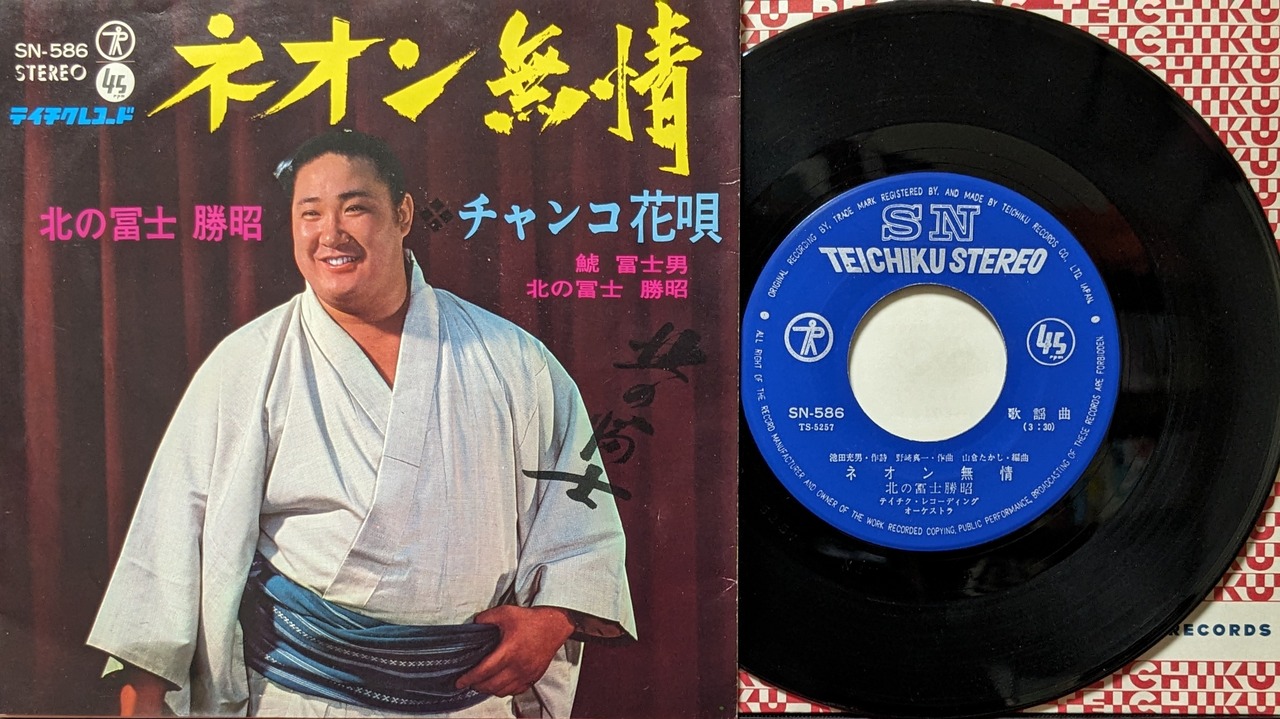 SN-586
STEREO
45
rpm
テイチクレコード
ネオン無情
北の冨士 勝昭
チャンコ花唄
鯱 冨士男
北の冨士 勝昭
北の冨士
TEICHIKU
ORIGINAL RECORDING BY, TRADE MARK REGISTERED BY, AND MADE BY TEICHIKU RECORDS CO., LTD. JAPAN.
SN
TEICHIKU STEREO
45
rpm
SN-586
TS-5257
歌謡曲
(3:30)
池田充男・作詩 野崎真一・作曲 山倉たかし・編曲
ネオン無情
北の冨士勝昭
テイチク・レコーディング
オーケストラ
ALL RIGHT OF THE RECORD MANUFACTURER AND OWNER OF THE WORK RECORDED COPYING, PUBLIC PERFORMANCE, BROADCASTING OF THESE RECORDS ARE FORBIDDEN
RECORDS